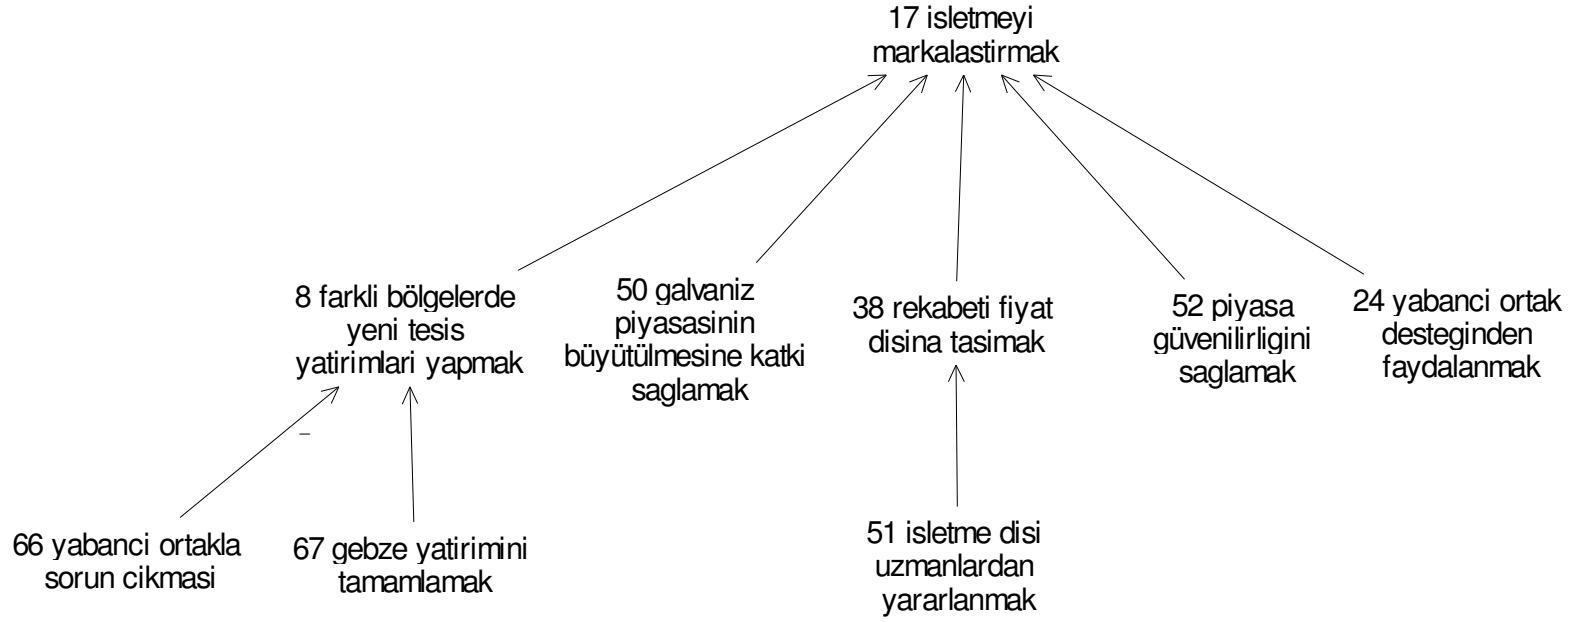 17 isletmeyi
markalastirmak
8 farkli bölgelerde
yeni tesis
yatirimlari yapmak
50 galvaniz
piyasasinin
büyütülmesine katki
saglamak
38 rekabeti fiyat
disina tasimak
52 piyasa
güvenilirligini
saglamak
24 yabanci ortak
desteginden
faydalanmak
–
66 yabanci ortakla
sorun cikmasi
67 gebze yatirimini
tamamlamak
51 isletme disi
uzmanlardan
yararlanmak